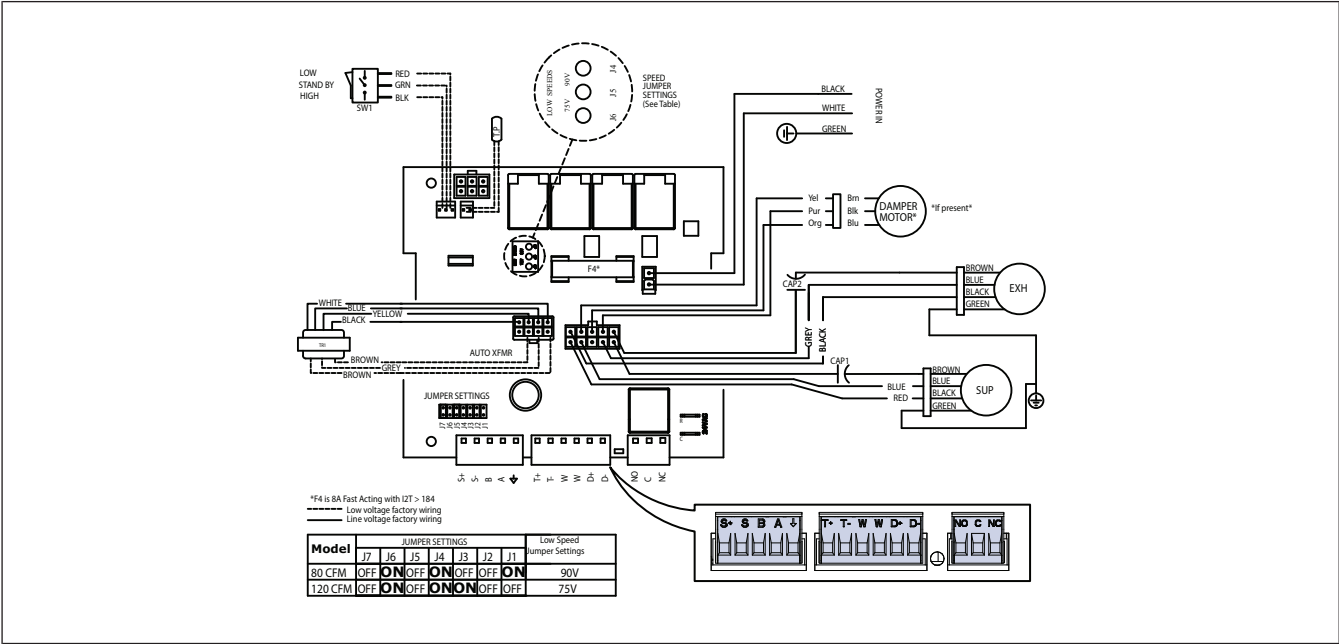 LOW
STAND BY
HIGH
RED
GRN
BLK
SW1
T.P
LOW SPEEDS
75V 90V
J6 J5 J4
SPEED
JUMPER
SETTINGS
(See Table)
BLACK
WHITE
GREEN
POWER IN
Yel Brn
Pur Blk
Org Blu
DAMPER
MOTOR*
*If present*
F4*
CAP2
BROWN
BLUE
BLACK
GREEN
EXH
GREY
BLACK
WHITE
BLUE
YELLOW
BLACK
TRI
BROWN
GREY
BROWN
AUTO XFMR
CAP1
BLUE
RED
BROWN
BLUE
BLACK
GREEN
SUP
JUMPER SETTINGS
J7 J6 J5 J4 J3 J2 J1
R
C
24VAC
S+ S- B A
T+ T- W W D+ D-
NO C NC
*F4 is 8A Fast Acting with I2T > 184
Low voltage factory wiring
Line voltage factory wiring
S+ S B A
T+ T- W W D+ D-
NO C NC
Model JUMPER SETTINGS Low Speed
Jumper Settings
J7 J6 J5 J4 J3 J2 J1
80 CFM OFF ON OFF ON OFF OFF ON 90V
120 CFM OFF ON OFF ON ON OFF OFF 75V